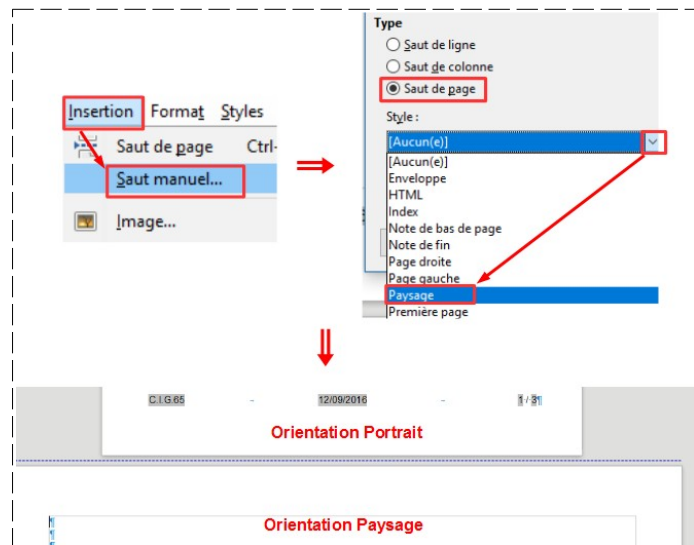 Type
Saut de ligne
Saut de colonne
Saut de page
Style :
[Aucun(e)]
[Aucun(e)]
Enveloppe
HTML
Index
Note de bas de page
Note de fin
Page droite
Page gauche
Paysage
Première page
Insertion Format Styles
Saut de page Ctrl-
Saut manuel...
Image...
C.I.G.65 – 12/09/2016 – 1/3¶
Orientation Portrait
¶ Orientation Paysage
¶